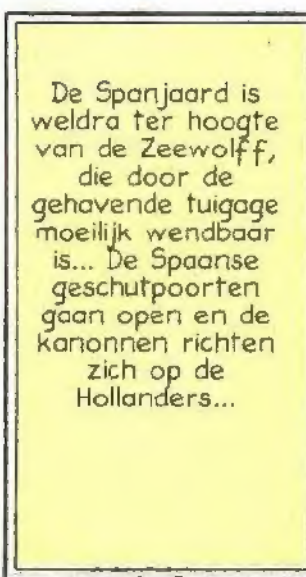 De Spanjaard is
weldra ter hoogte
van de Zeewolff,
die door de
gehavende tuigage
moeilijk wendbaar
is... De Spaanse
geschutpoorten
gaan open en de
kanonnen richten
zich op de
Hollanders...